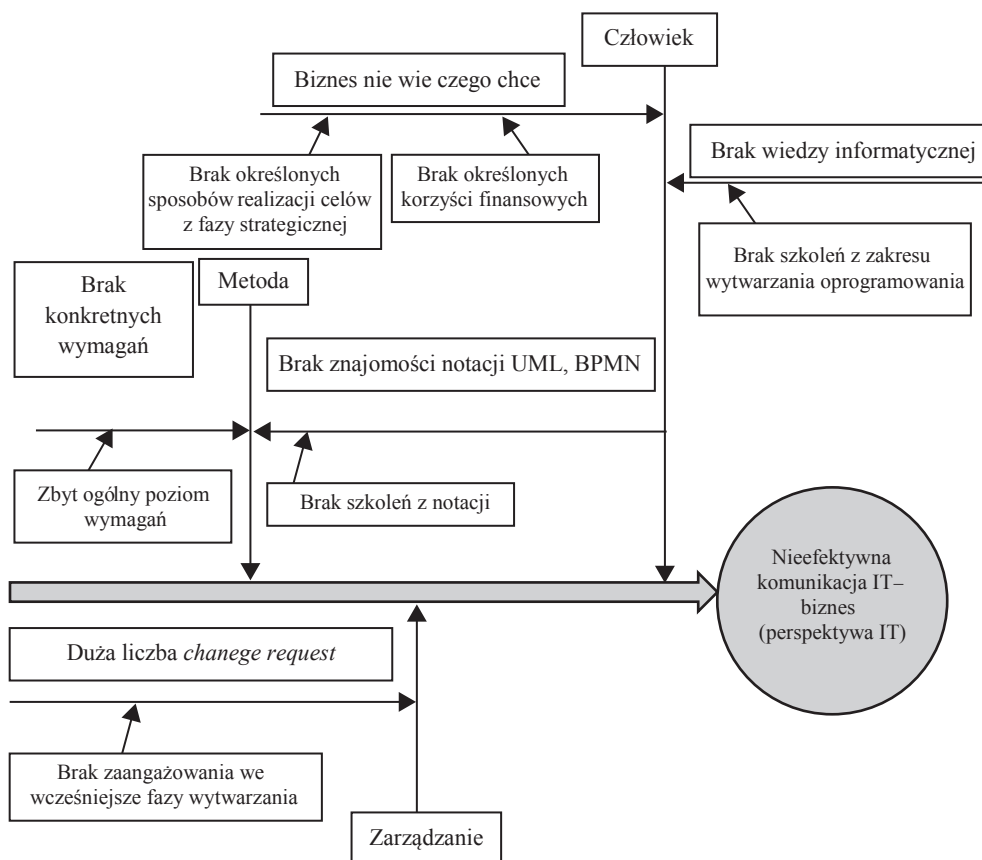 Człowiek
Biznes nie wie czego chce
Brak wiedzy informatycznej
Brak określonych
sposobów realizacji celów
z fazy strategicznej
Brak określonych
korzyści finansowych
Brak szkoleń z zakresu
wytwarzania oprogramowania
Brak
konkretnych
wymagań
Metoda
Brak znajomości notacji UML, BPMN
Zbyt ogólny poziom
wymagań
Brak szkoleń z notacji
Nieefektywna
komunikacja IT–
biznes
(perspektywa IT)
Duża liczba chanege request
Brak zaangażowania we
wcześniejsze fazy wytwarzania
Zarządzanie